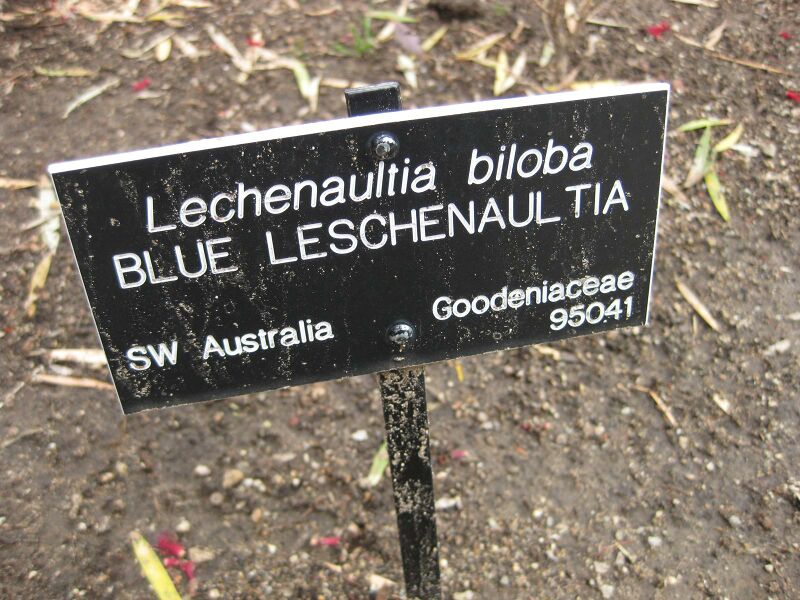 Lechenaultia biloba
BLUE LESCHENAULTIA
SW Australia
Goodeniaceae
95041